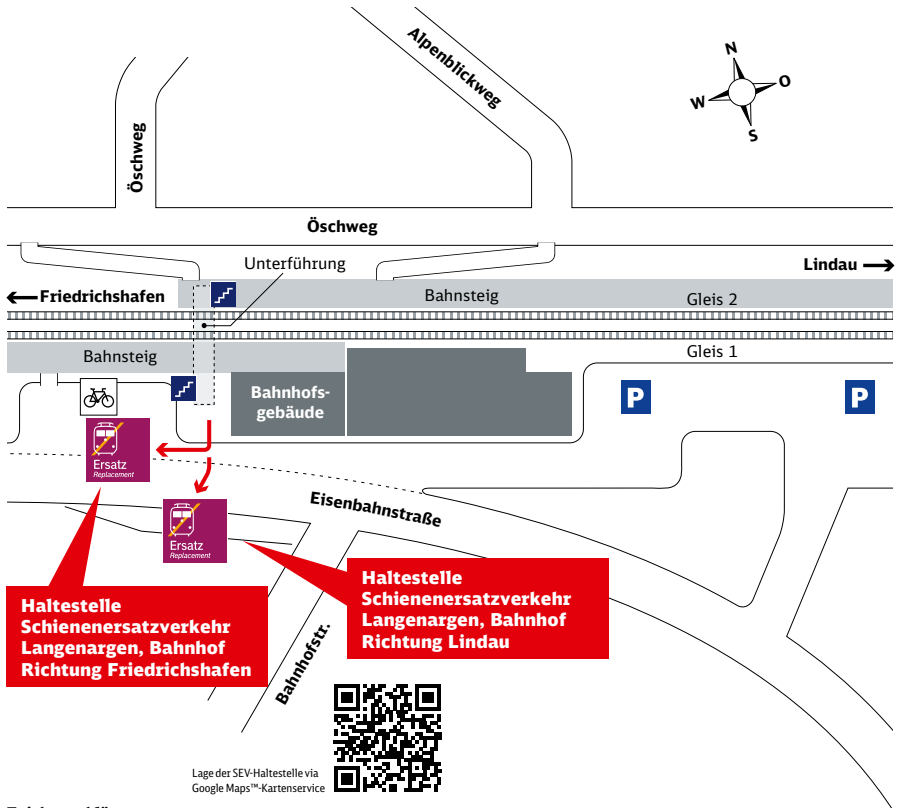 Alpenblickweg
N
O
W
S
Öschweg
Öschweg
Unterführung
Lindau
Friedrichshafen
Bahnsteig
Gleis 2
Bahnsteig
Gleis 1
Bahnhofs-
gebäude
P
P
Ersatz
Replacement
Eisenbahnstraße
Ersatz
Replacement
Haltestelle
Schienenersatzverkehr
Langenargen, Bahnhof
Richtung Lindau
Haltestelle
Schienenersatzverkehr
Langenargen, Bahnhof
Richtung Friedrichshafen
Bahnhofstr.
Lage der SEV-Haltestelle via
Google Maps™-Kartenservice